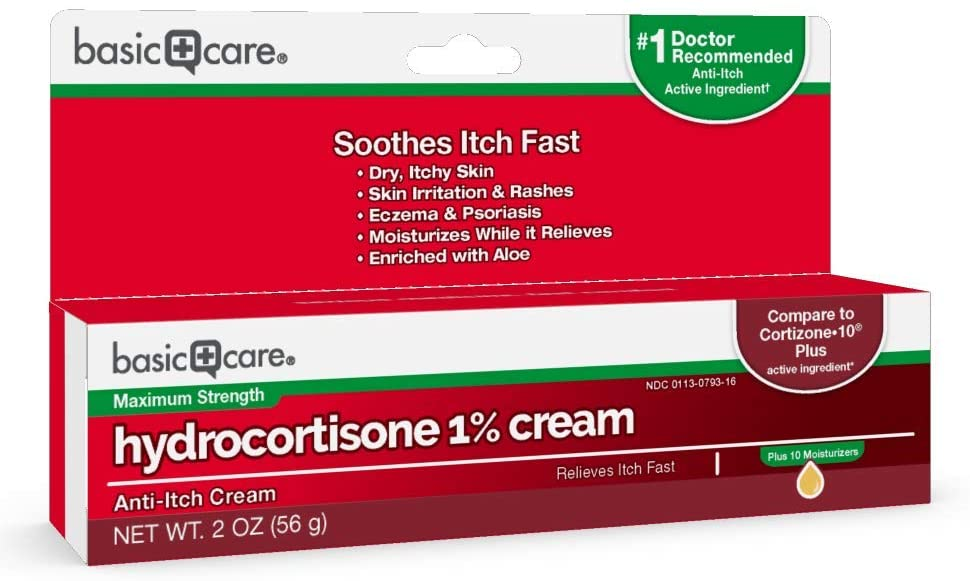 basic care®
#1 Doctor
Recommended
Anti-Itch
Active Ingredient†
Soothes Itch Fast
• Dry, Itchy Skin
• Skin Irritation & Rashes
• Eczema & Psoriasis
• Moisturizes While it Relieves
• Enriched with Aloe
basic care®
Compare to
Cortizone•10®
Plus
active ingredient*
NDC 0113-0793-16
Maximum Strength
hydrocortisone 1% cream
Anti-Itch Cream
Relieves Itch Fast
Plus 10 Moisturizers
NET WT. 2 OZ (56 g)